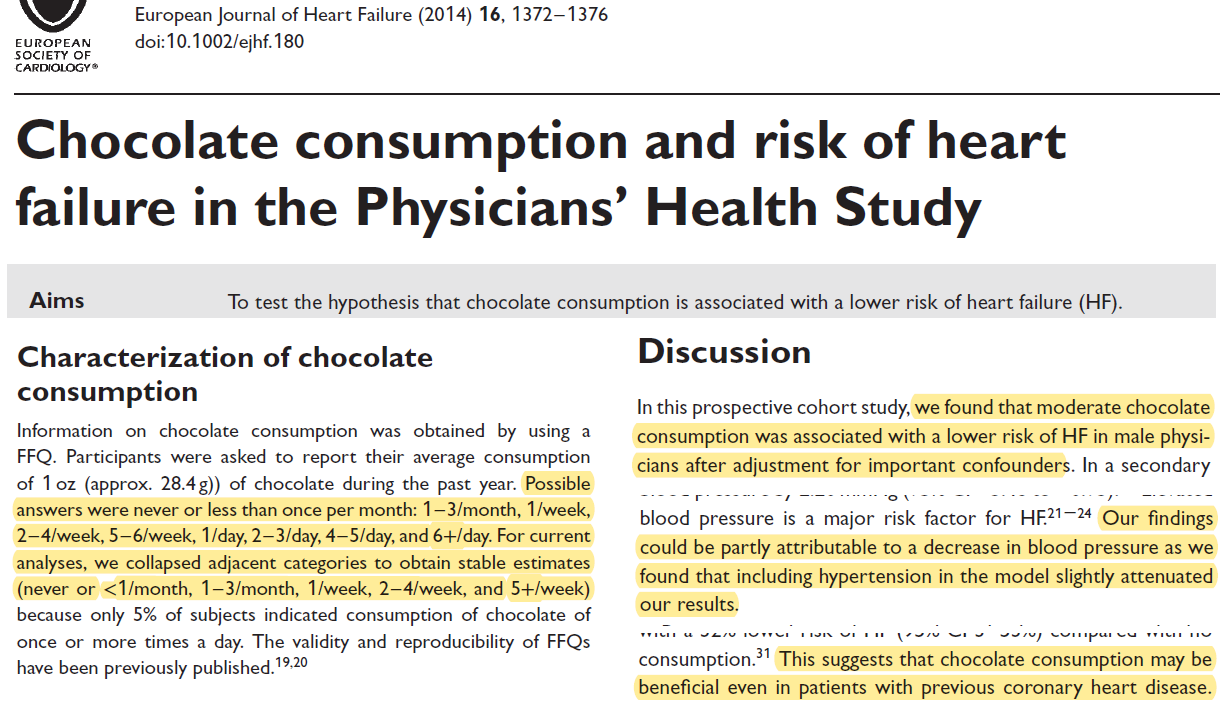 European Journal of Heart Failure (2014) 16, 1372–1376
doi:10.1002/ejhf.180
EUROPEAN
SOCIETY OF
CARDIOLOGY®
Chocolate consumption and risk of heart
failure in the Physicians’ Health Study
Aims To test the hypothesis that chocolate consumption is associated with a lower risk of heart failure (HF).
Characterization of chocolate
consumption
Information on chocolate consumption was obtained by using a
FFQ. Participants were asked to report their average consumption
of 1 oz (approx. 28.4 g)) of chocolate during the past year. Possible
answers were never or less than once per month: 1–3/month, 1/week,
2–4/week, 5–6/week, 1/day, 2–3/day, 4–5/day, and 6+/day. For current
analyses, we collapsed adjacent categories to obtain stable estimates
(never or <1/month, 1–3/month, 1/week, 2–4/week, and 5+/week)
because only 5% of subjects indicated consumption of chocolate of
once or more times a day. The validity and reproducibility of FFQs
have been previously published.19,20
Discussion
In this prospective cohort study, we found that moderate chocolate
consumption was associated with a lower risk of HF in male physi-
cians after adjustment for important confounders. In a secondary
blood pressure is a major risk factor for HF.21–24 Our findings
could be partly attributable to a decrease in blood pressure as we
found that including hypertension in the model slightly attenuated
our results.
consumption.31 This suggests that chocolate consumption may be
beneficial even in patients with previous coronary heart disease.